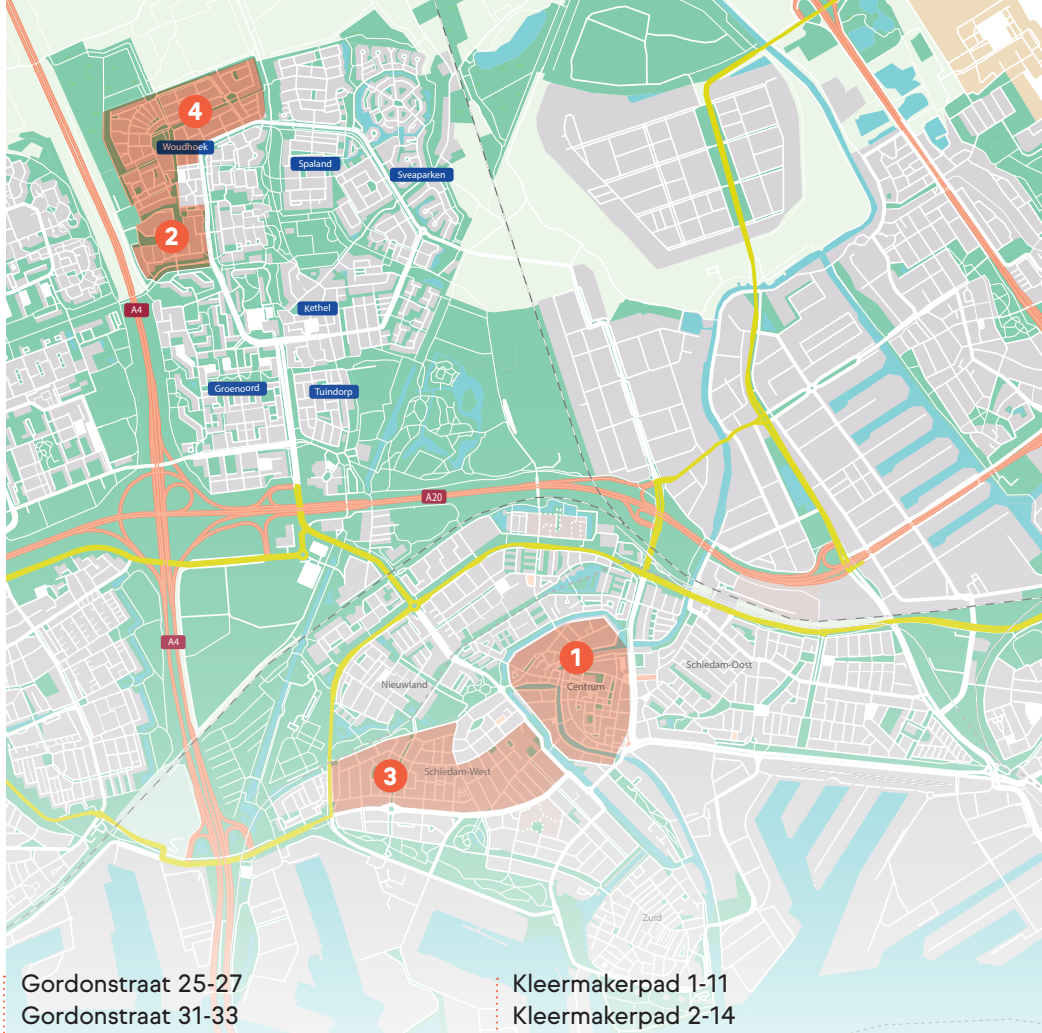 4
Woudhoek
Spaland
Sveaparken
2
Kethel
A4
Groenoord
Tuindorp
A20
A4
1
Schiedam-Oost
Nieuwland
Centrum
3
Schiedam-West
Zuid
Gordonstraat 25-27
Gordonstraat 31-33
Kleermakerpad 1-11
Kleermakerpad 2-14